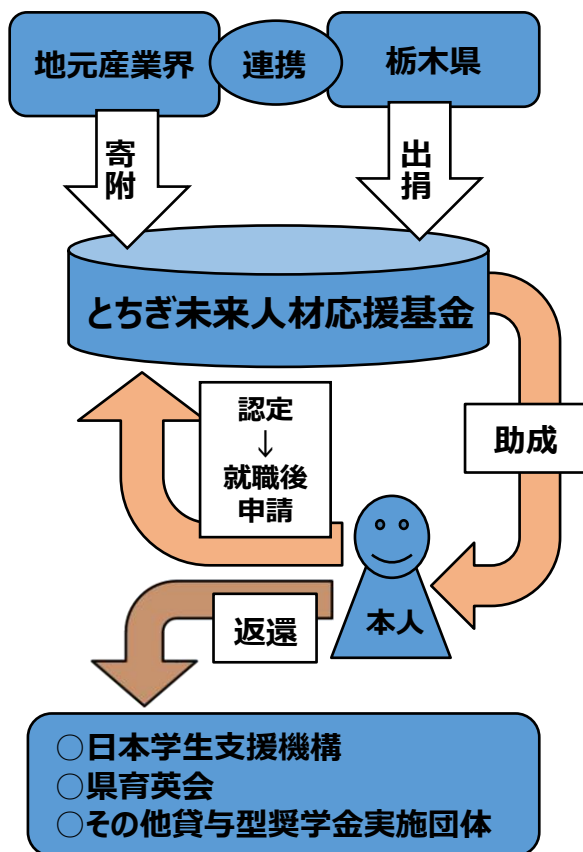 地元産業界
連携
栃木県
寄附
出捐
とちぎ未来人材応援基金
認定
↓
就職後
申請
助成
本人
返還
○日本学生支援機構
○県育英会
○その他貸与型奨学金実施団体